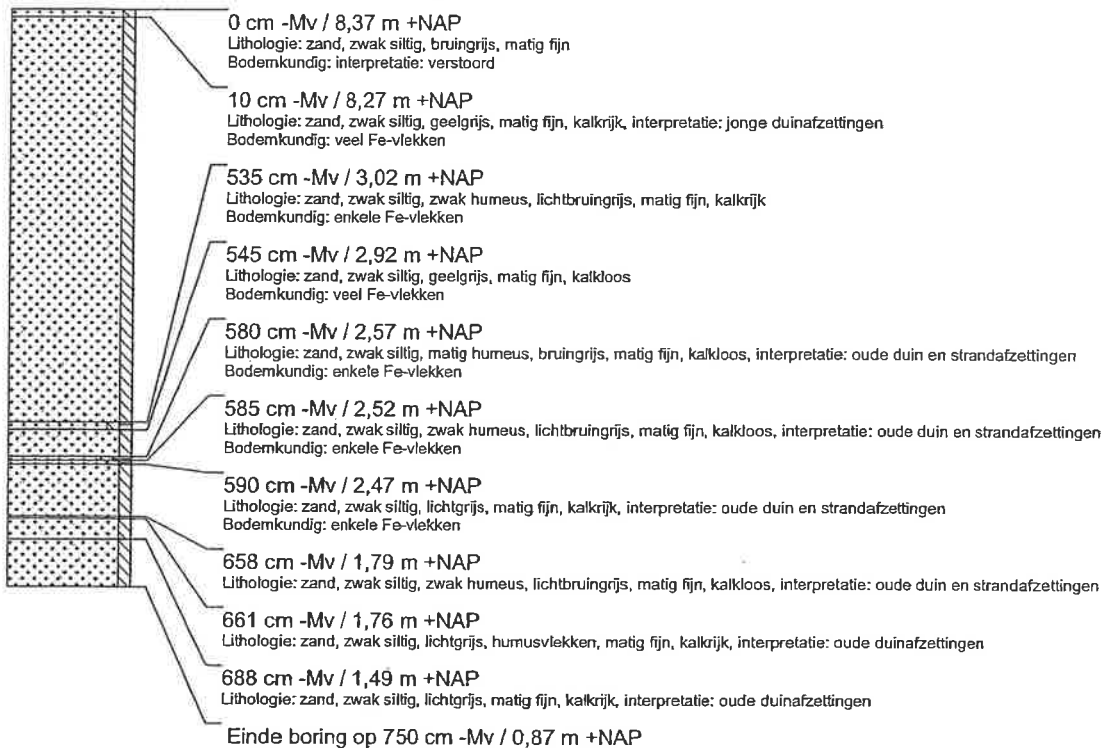 0 cm -Mv / 8,37 m +NAP
Lithologie: zand, zwak siltig, bruingrijs, matig fijn
Bodemkundig: interpretatie: verstoord
10 cm -Mv / 8,27 m +NAP
Lithologie: zand, zwak siltig, geelgrijs, matig fijn, kalkrijk, interpretatie: jonge duinafzettingen
Bodemkundig: veel Fe-vlekken
535 cm -Mv / 3,02 m +NAP
Lithologie: zand, zwak siltig, zwak humeus, lichtbruingrijs, matig fijn, kalkrijk
Bodemkundig: enkele Fe-vlekken
545 cm -Mv / 2,92 m +NAP
Lithologie: zand, zwak siltig, geelgrijs, matig fijn, kalkloos
Bodemkundig: veel Fe-vlekken
580 cm -Mv / 2,57 m +NAP
Lithologie: zand, zwak siltig, matig humeus, bruingrijs, matig fijn, kalkloos, interpretatie: oude duin en strandafzettingen
Bodemkundig: enkele Fe-vlekken
585 cm -Mv / 2,52 m +NAP
Lithologie: zand, zwak siltig, zwak humeus, lichtbruingrijs, matig fijn, kalkloos, interpretatie: oude duin en strandafzettingen
Bodemkundig: enkele Fe-vlekken
590 cm -Mv / 2,47 m +NAP
Lithologie: zand, zwak siltig, lichtgrijs, matig fijn, kalkrijk, interpretatie: oude duin en strandafzettingen
Bodemkundig: enkele Fe-vlekken
658 cm -Mv / 1,79 m +NAP
Lithologie: zand, zwak siltig, zwak humeus, lichtbruingrijs, matig fijn, kalkloos, interpretatie: oude duin en strandafzettingen
661 cm -Mv / 1,76 m +NAP
Lithologie: zand, zwak siltig, lichtgrijs, humusvlekken, matig fijn, kalkrijk, interpretatie: oude duinafzettingen
688 cm -Mv / 1,49 m +NAP
Lithologie: zand, zwak siltig, lichtgrijs, matig fijn, kalkrijk, interpretatie: oude duinafzettingen
Einde boring op 750 cm -Mv / 0,87 m +NAP